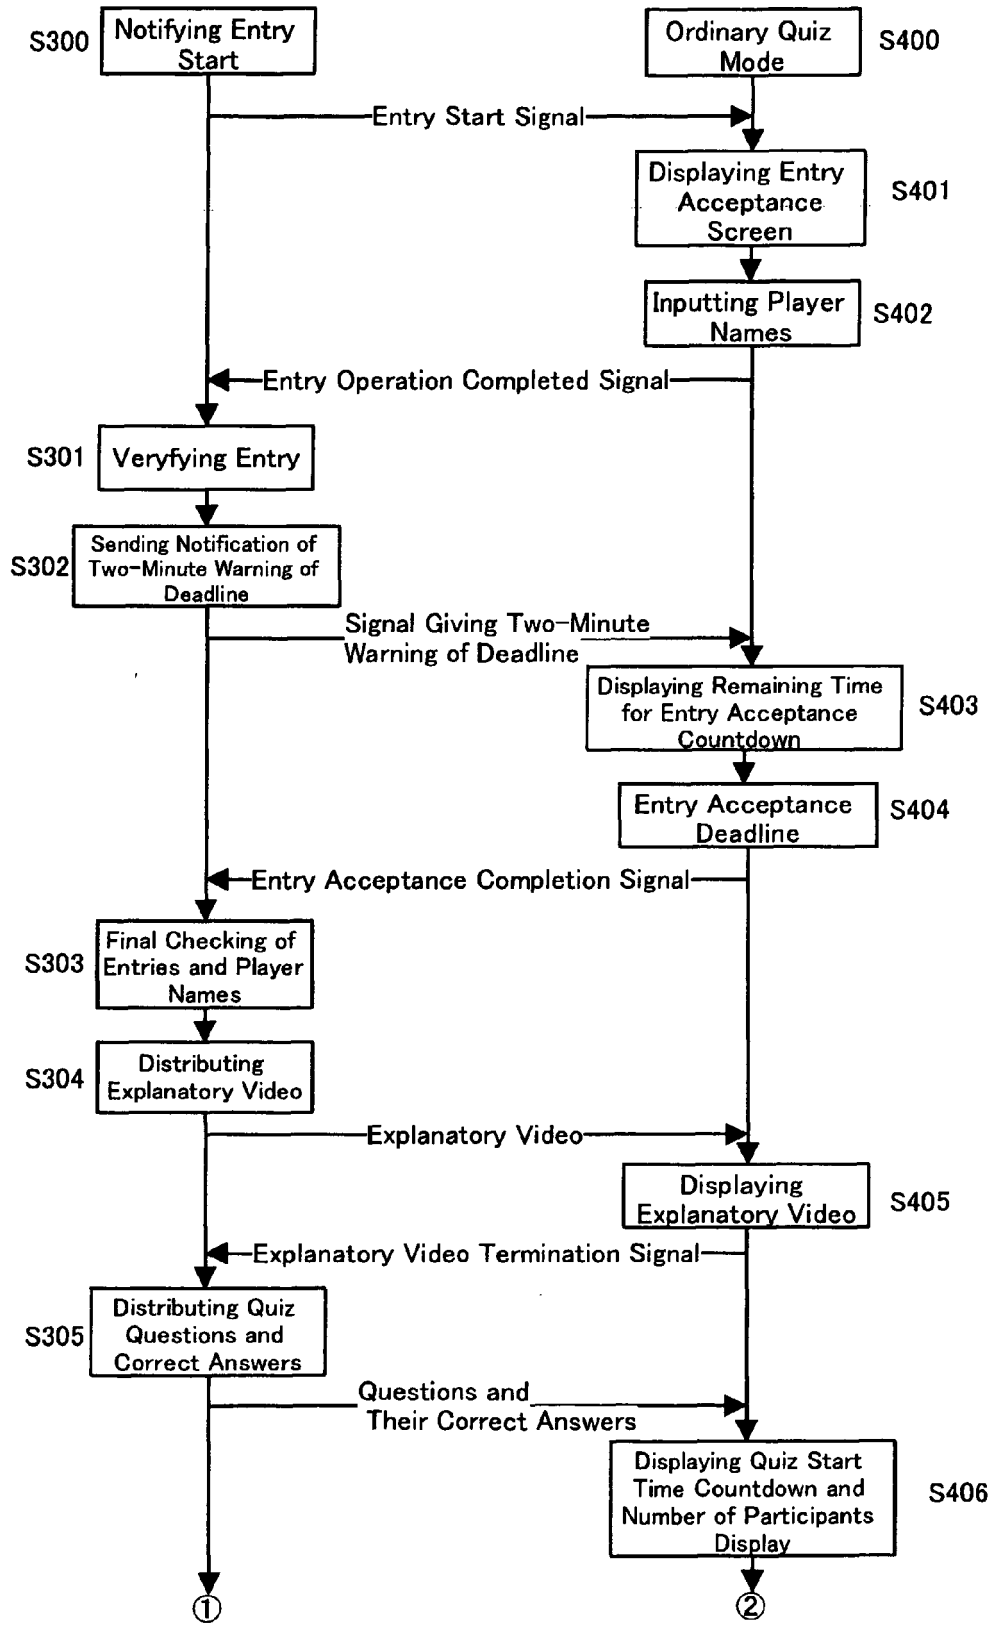 S300
Notifying Entry
Start
Ordinary Quiz
Mode
S400
Entry Start Signal
Displaying Entry
Acceptance
Screen
S401
Inputting Player
Names
S402
Entry Operation Completed Signal
S301
Veryfying Entry
S302
Sending Notification of
Two-Minute Warning of
Deadline
Signal Giving Two-Minute
Warning of Deadline
Displaying Remaining Time
for Entry Acceptance
Countdown
S403
Entry Acceptance
Deadline
S404
Entry Acceptance Completion Signal
S303
Final Checking of
Entries and Player
Names
S304
Distributing
Explanatory Video
Explanatory Video
Displaying
Explanatory Video
S405
Explanatory Video Termination Signal
S305
Distributing Quiz
Questions and
Correct Answers
Questions and
Their Correct Answers
Displaying Quiz Start
Time Countdown and
Number of Participants
Display
S406
①
②